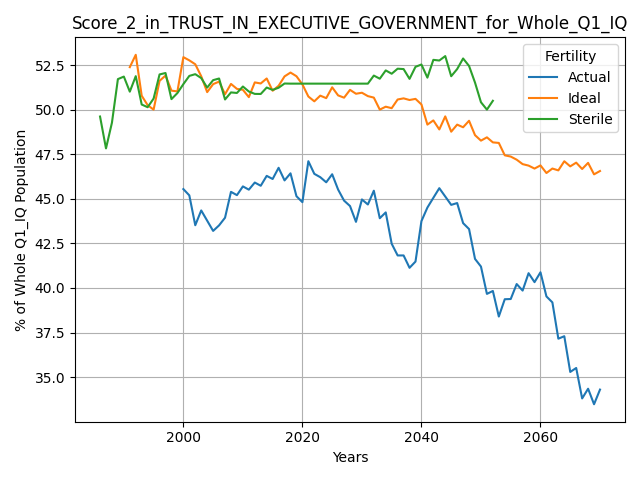 Score_2_in_TRUST_IN_EXECUTIVE_GOVERNMENT_for_Whole_Q1_IQ
Fertility
Actual
Ideal
Sterile
% of Whole Q1_IQ Population
52.5
50.0
47.5
45.0
42.5
40.0
37.5
35.0
2000
2020
2040
2060
Years